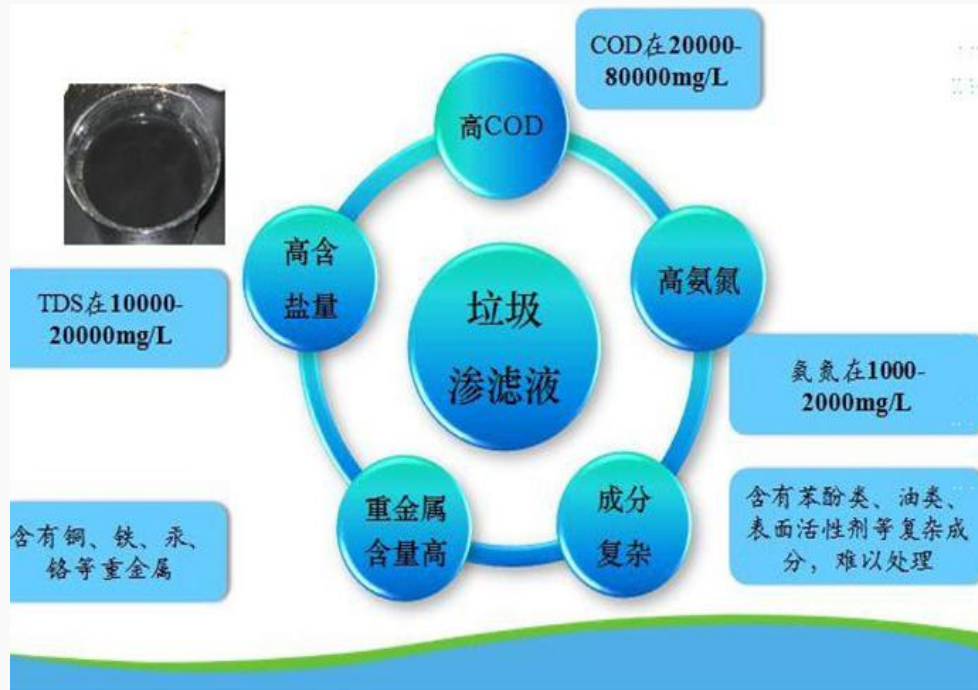 COD在20000-
80000mg/L
高COD
高含
盐量
高氨氮
垃圾
渗滤液
TDS在10000-
20000mg/L
氨氮在1000-
2000mg/L
重金属
含量高
成分
复杂
含有铜、铁、汞、
铬等重金属
含有苯酚类、油类、
表面活性剂等复杂成
分，难以处理